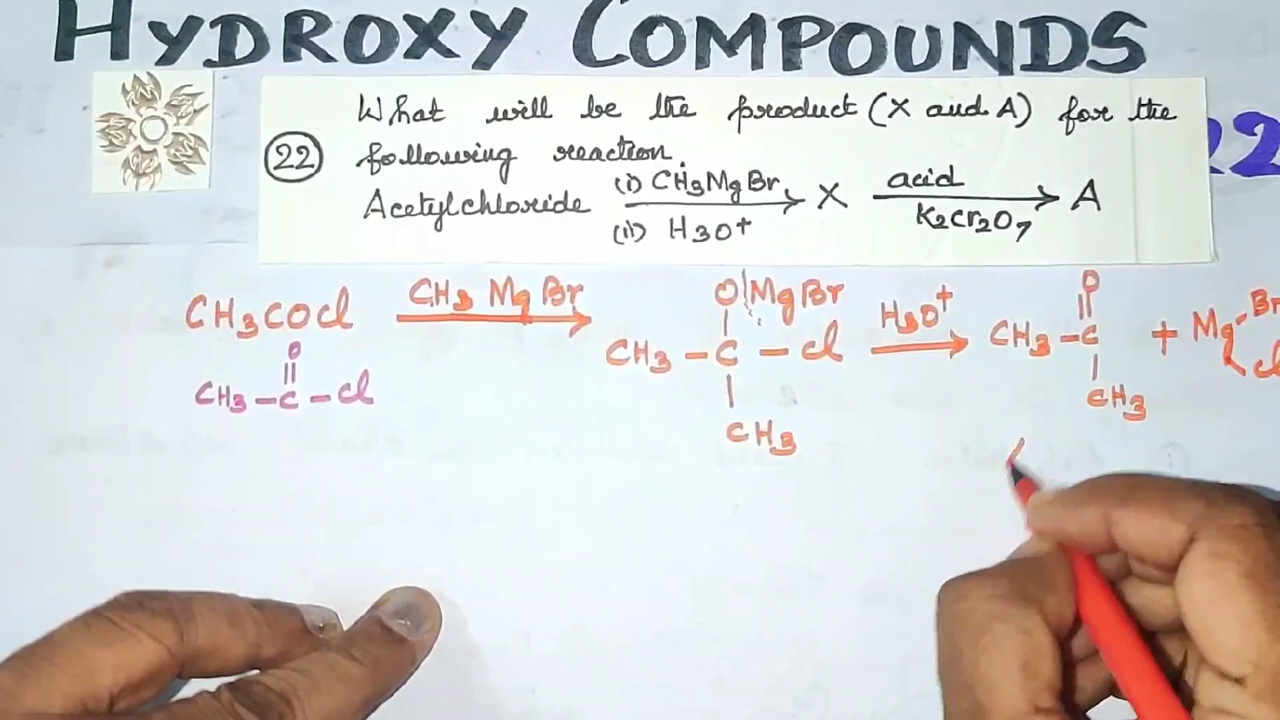 HYDROXY COMPOUNDS
What will be the product (X and A) for the
22 following reaction.
Acetylchloride (i) CH3MgBr (ii) H3O+ X acid K2Cr2O7 A
22
CH3COCl CH3MgBr OMgBr H3O+ O
CH3-C-Cl CH3-C + Mg Br Cl
O
CH3-C-Cl CH3
CH3